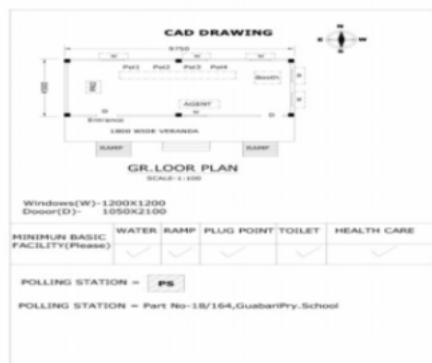 CAD DRAWING
N
E W
S
9750
W W W
Pol1 Pol2 Pol3 Pol4
Booth
W
W
PRO
AGENT
D W D
Entrance
1800 WIDE VERANDA
RAMP RAMP
GR.LOOR PLAN
SCALE-1:100
Windows(W)-1200X1200
Dooor(D)- 1050X2100
MINIMUN BASIC FACILITY(Please) WATER RAMP PLUG POINT TOILET HEALTH CARE
POLLING STATION = PS
POLLING STATION = Part No-18/164,GuabariPry.School